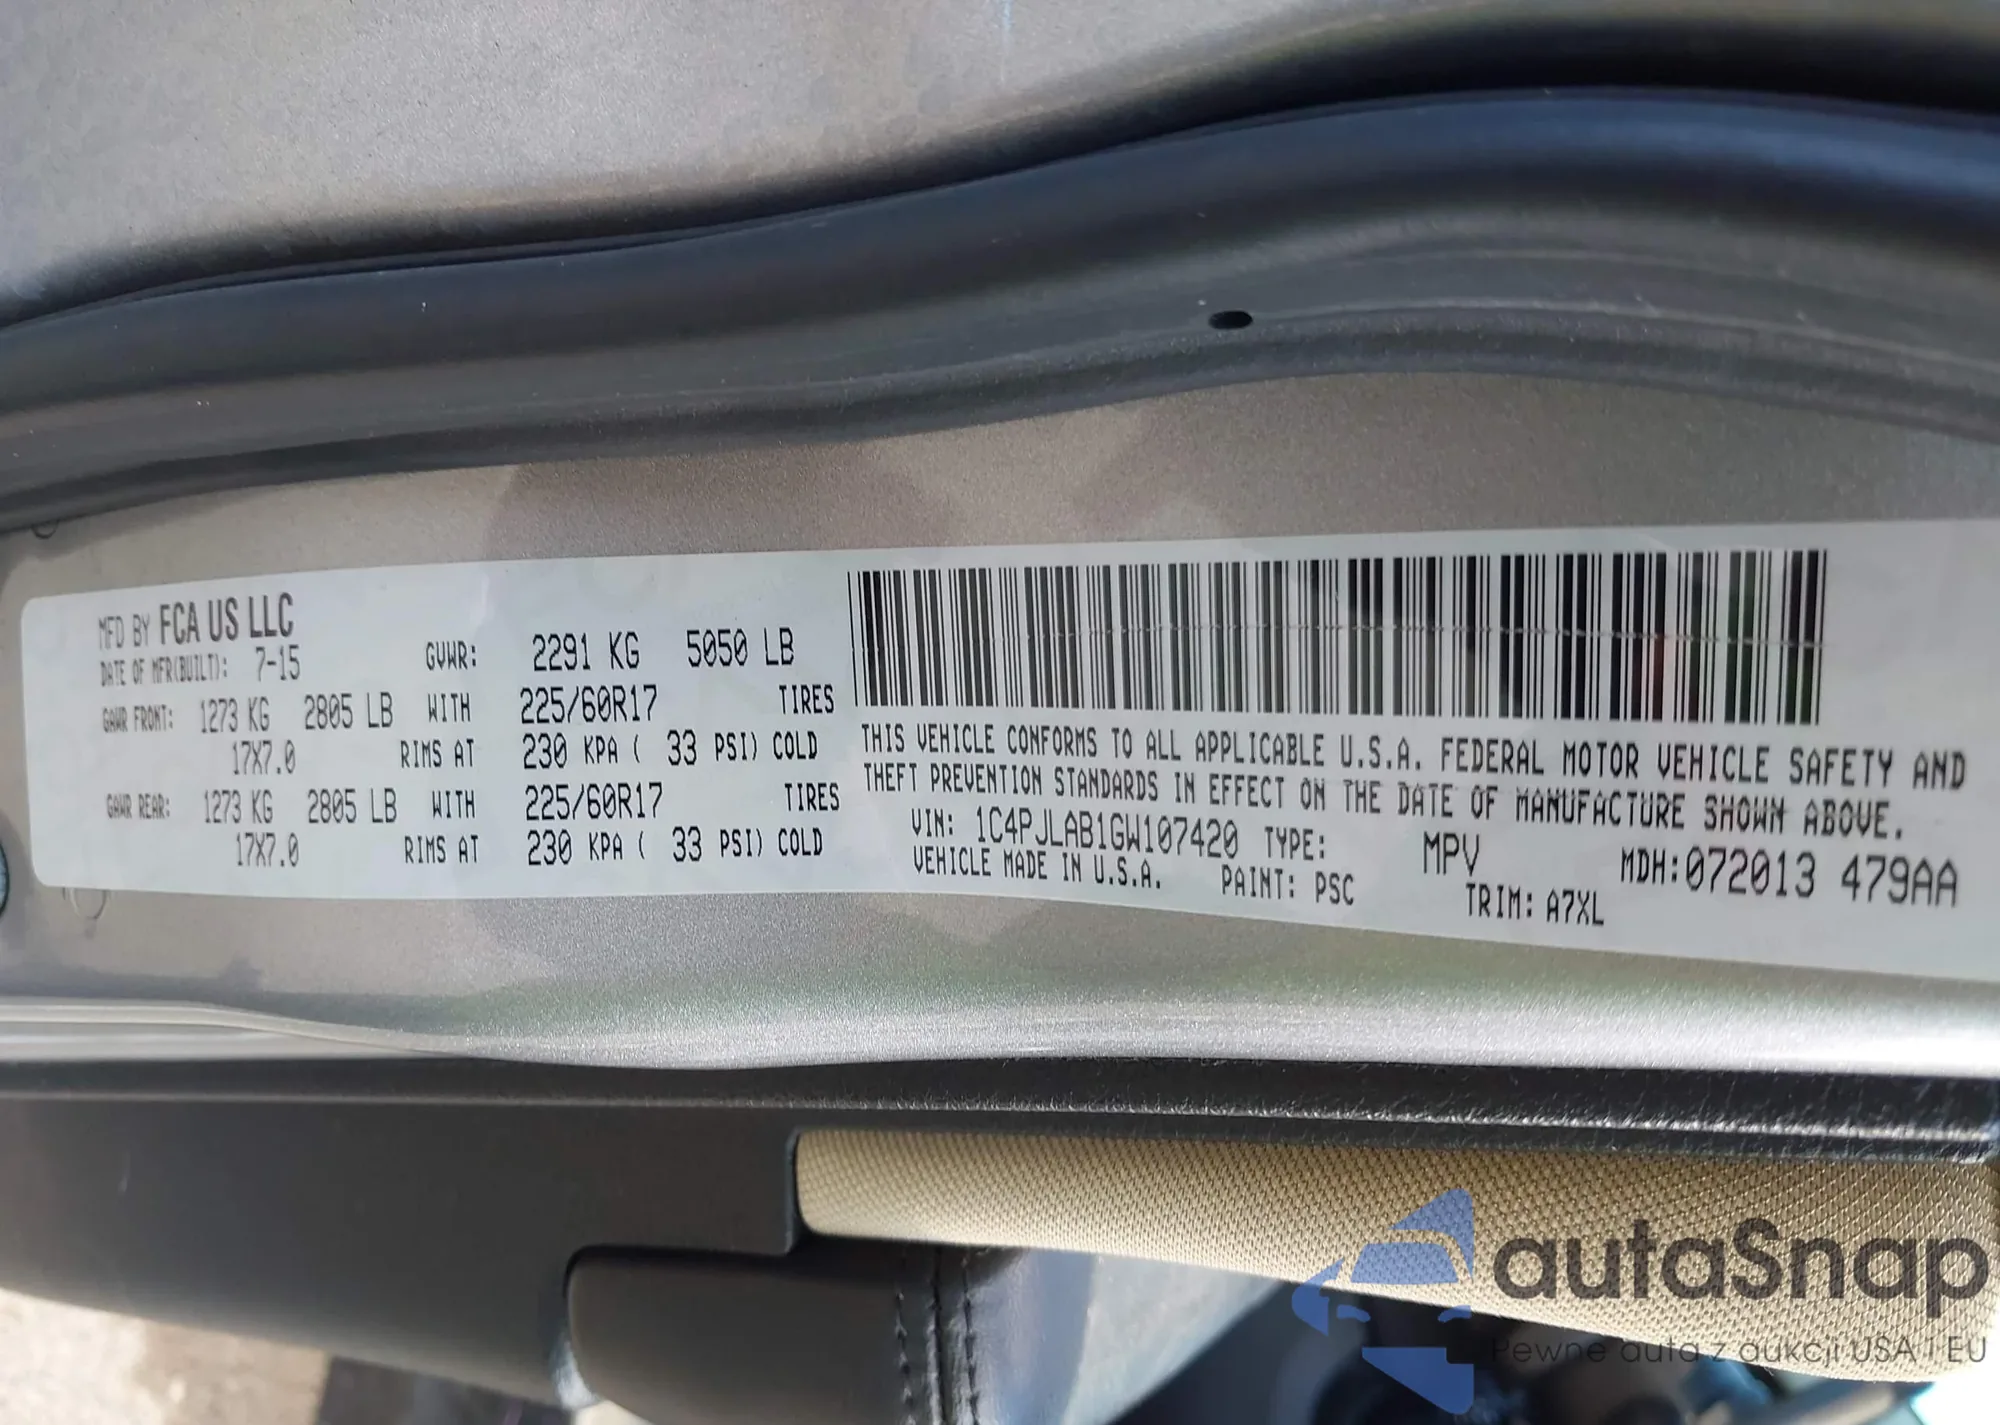 MFD BY FCA US LLC
DATE OF MFR(BUILT): 7-15 GVWR: 2291 KG 5050 LB
GAWR FRONT: 1273 KG 2805 LB WITH 225/60R17 TIRES
17X7.0 RIMS AT 230 KPA ( 33 PSI) COLD
GAWR REAR: 1273 KG 2805 LB WITH 225/60R17 TIRES
17X7.0 RIMS AT 230 KPA ( 33 PSI) COLD
THIS VEHICLE CONFORMS TO ALL APPLICABLE U.S.A. FEDERAL MOTOR VEHICLE SAFETY AND
THEFT PREVENTION STANDARDS IN EFFECT ON THE DATE OF MANUFACTURE SHOWN ABOVE.
VIN: 1C4PJLAB1GW107420 TYPE: MPV MDH:072013 479AA
VEHICLE MADE IN U.S.A. PAINT: PSC TRIM: A7XL
autaSnap
Pewne auta z aukcji USA i EU